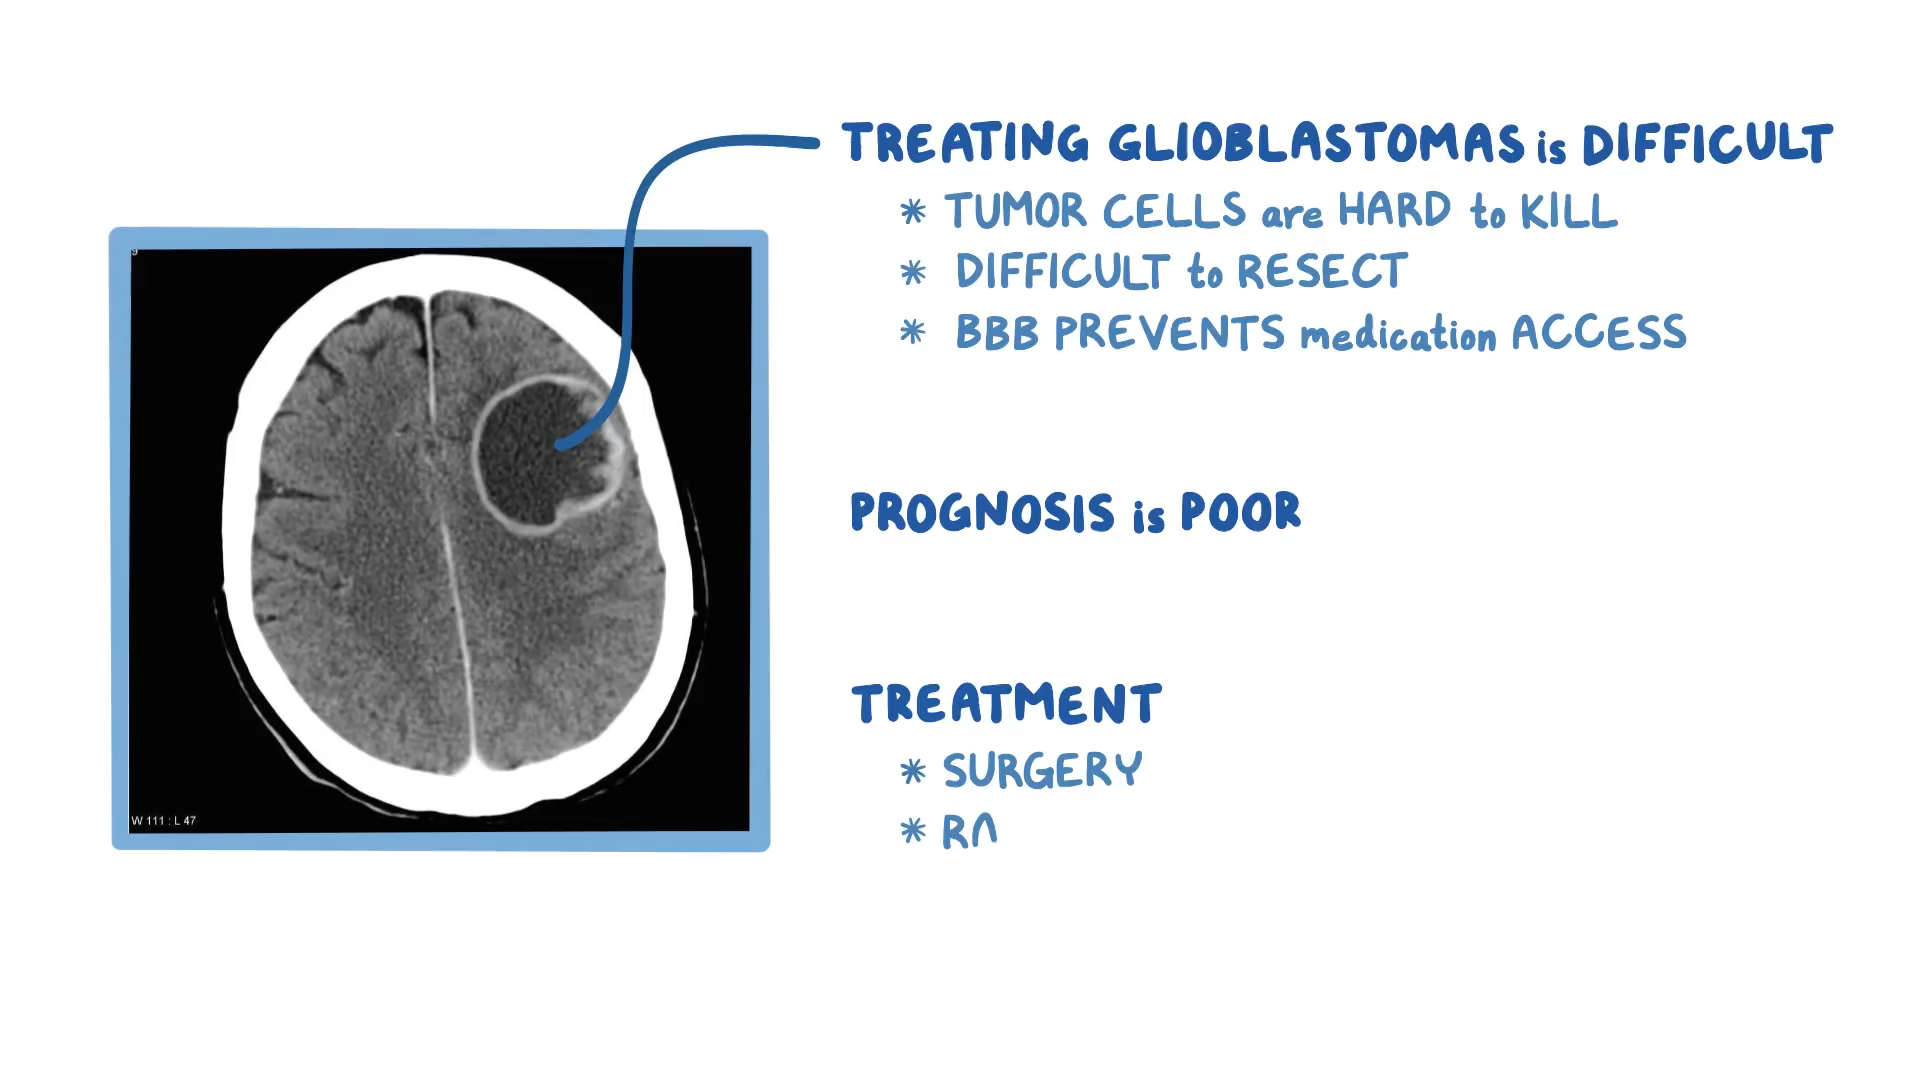 TREATING GLIOBLASTOMAS is DIFFICULT
* TUMOR CELLS are HARD to KILL
* DIFFICULT to RESECT
* BBB PREVENTS medication ACCESS
PROGNOSIS is POOR
TREATMENT
* SURGERY
* R
W 111 : L 47